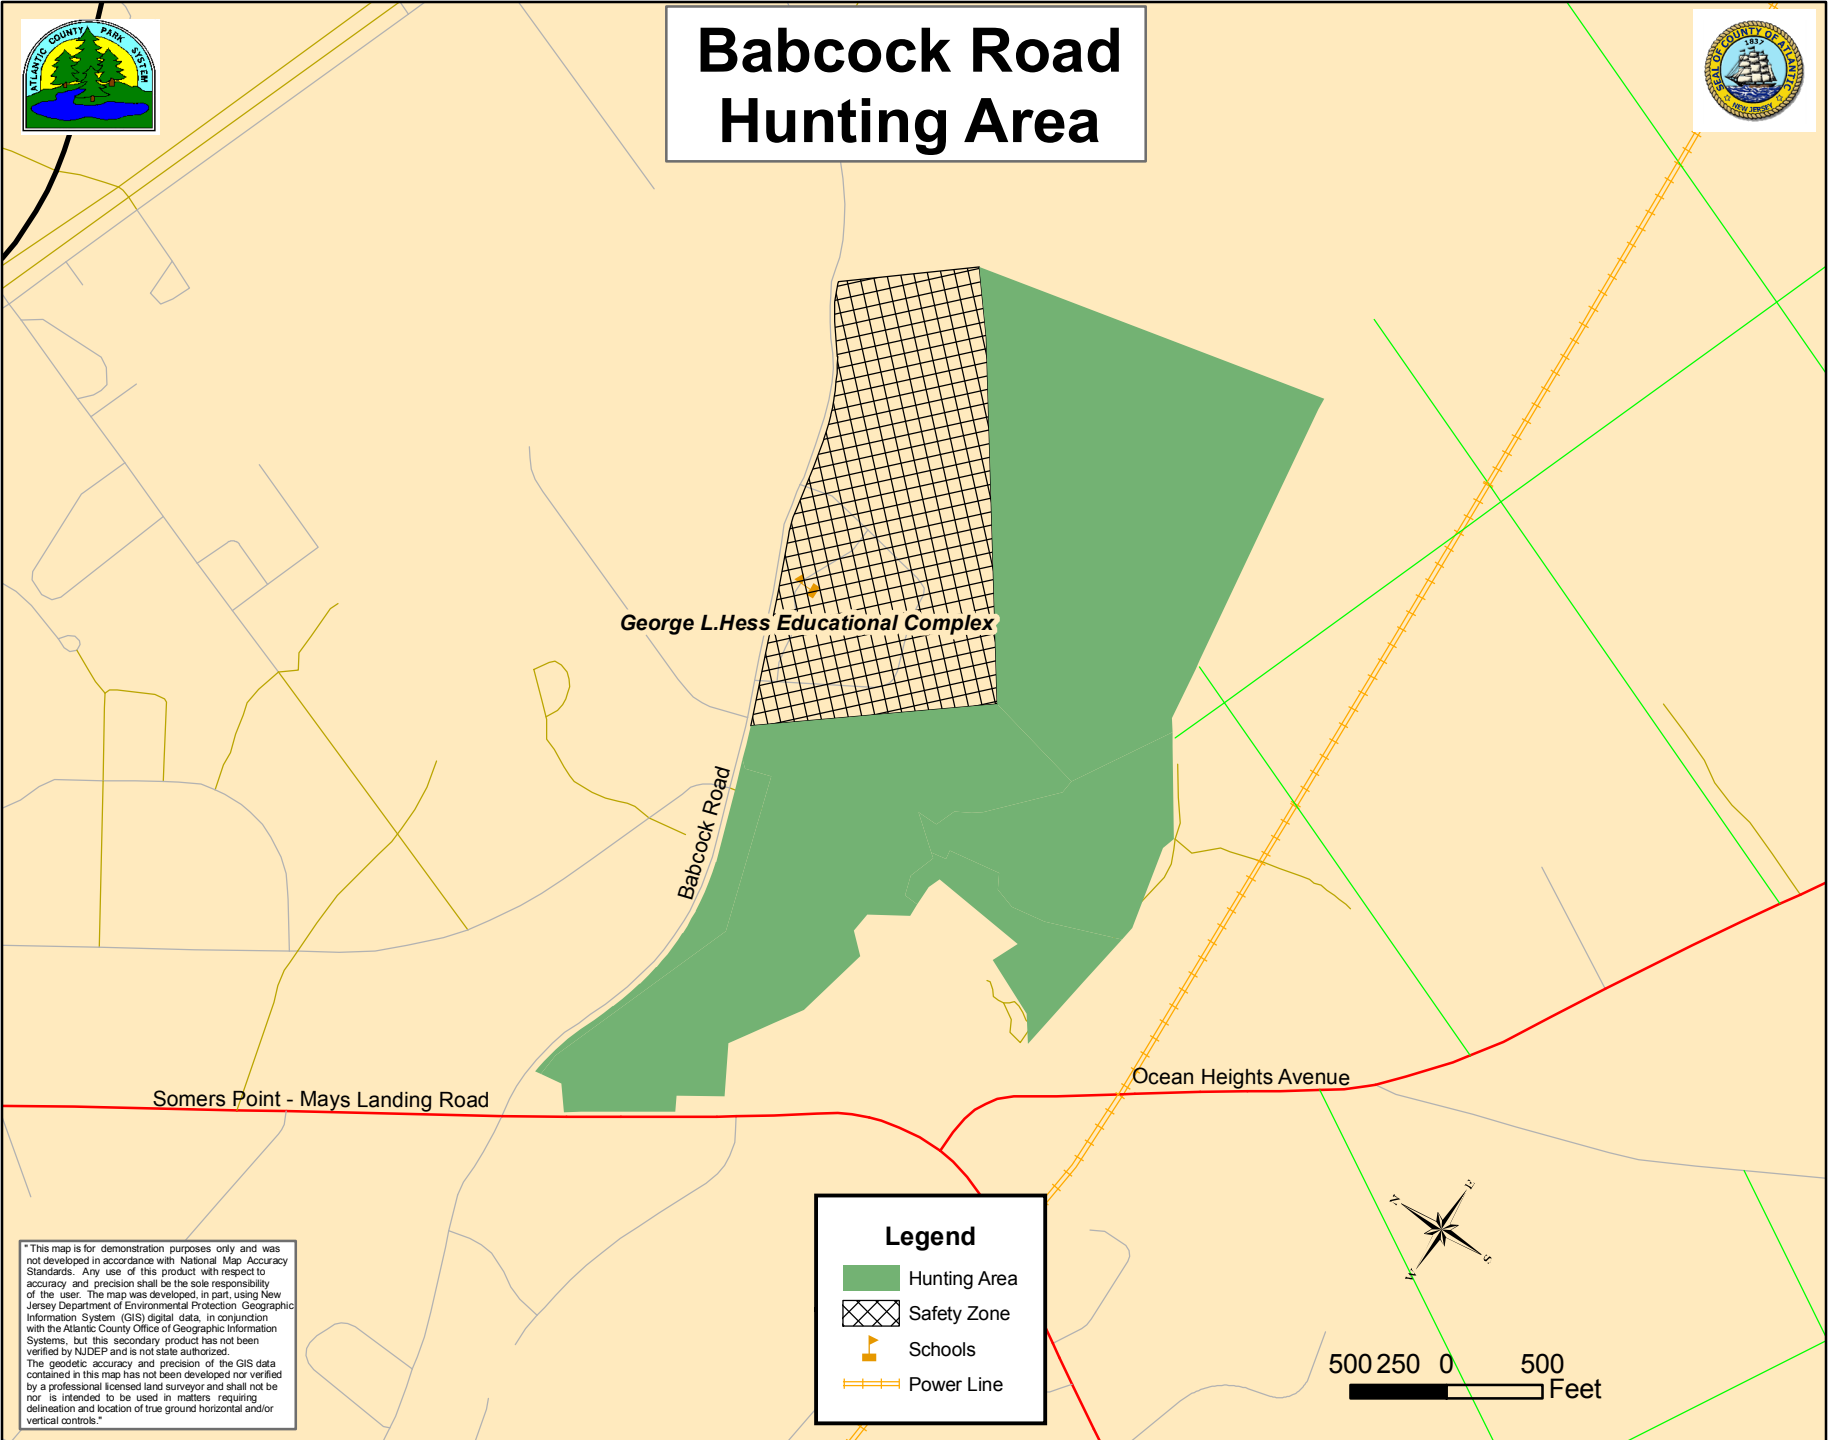 Babcock Road
Hunting Area
ATLANTIC COUNTY PARK SYSTEM
SEAL OF COUNTY OF ATLANTIC
1837
NEW JERSEY
George L.Hess Educational Complex
Babcock Road
Somers Point - Mays Landing Road
Ocean Heights Avenue
N
E
S
W
Legend
Hunting Area
Safety Zone
Schools
Power Line
500 250 0 500
Feet
"This map is for demonstration purposes only and was
not developed in accordance with National Map Accuracy
Standards. Any use of this product with respect to
accuracy and precision shall be the sole responsibility
of the user. The map was developed, in part, using New
Jersey Department of Environmental Protection Geographic
Information System (GIS) digital data, in conjunction
with the Atlantic County Office of Geographic Information
Systems, but this secondary product has not been
verified by NJDEP and is not state authorized.
The geodetic accuracy and precision of the GIS data
contained in this map has not been developed nor verified
by a professional licensed land surveyor and shall not be
nor is intended to be used in matters requiring
delineation and location of true ground horizontal and/or
vertical controls."